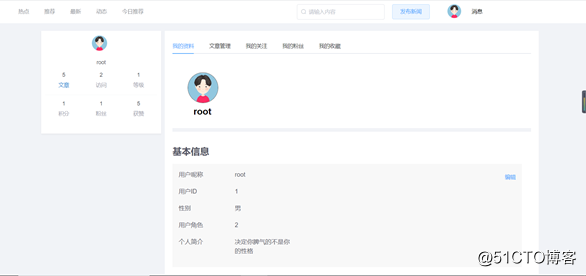 热点 推荐 最新 动态 今日推荐 请输入内容 发布新闻 消息
root
5 2 1
文章 访问 等级
1 1 5
积分 粉丝 获赞
我的资料 文章管理 我的关注 我的粉丝 我的收藏
root
基本信息
用户昵称 root 编辑
用户ID 1
性别 男
用户角色 2
个人简介 决定你脾气的不是你
的性格
@51CTO博客